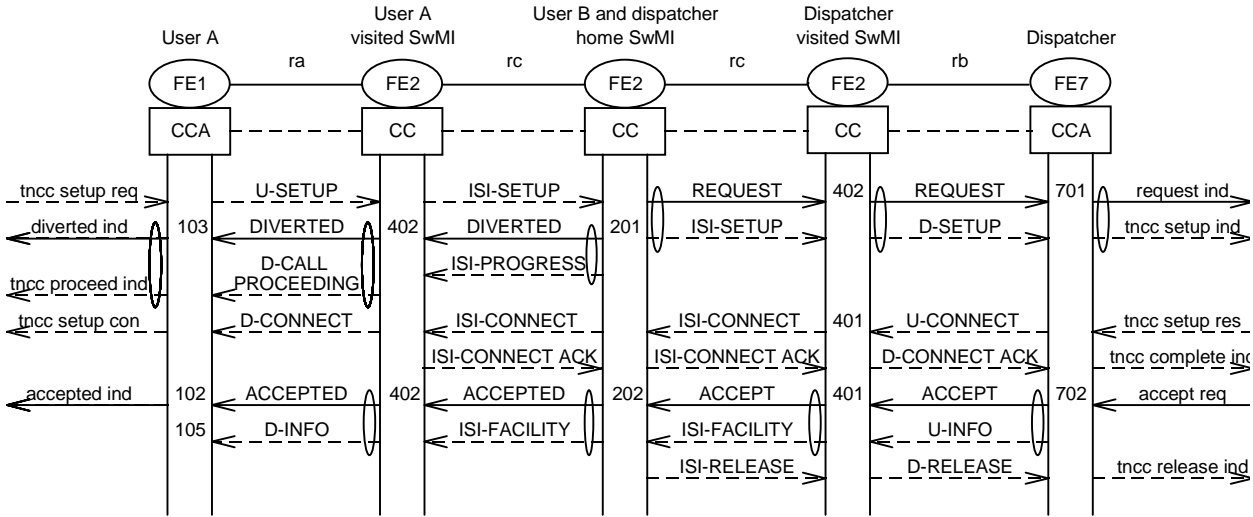 User A
User A
visited SwMI
User B and dispatcher
home SwMI
Dispatcher
visited SwMI
Dispatcher
ra
rc
rc
rb
FE1
FE2
FE2
FE2
FE7
CCA
CC
CC
CC
CCA
tncc setup req
U-SETUP
ISI-SETUP
REQUEST
402
REQUEST
701
request ind
diverted ind
103
DIVERTED
402
DIVERTED
201
ISI-SETUP
D-SETUP
tncc setup ind
D-CALL
PROCEEDING
ISI-PROGRESS
tncc proceed ind
tncc setup con
D-CONNECT
ISI-CONNECT
ISI-CONNECT
401
U-CONNECT
tncc setup res
ISI-CONNECT ACK
ISI-CONNECT ACK
D-CONNECT ACK
tncc complete ind
accepted ind
102
ACCEPTED
402
ACCEPTED
202
ACCEPT
401
ACCEPT
702
accept req
105
D-INFO
ISI-FACILITY
ISI-FACILITY
U-INFO
ISI-RELEASE
D-RELEASE
tncc release ind